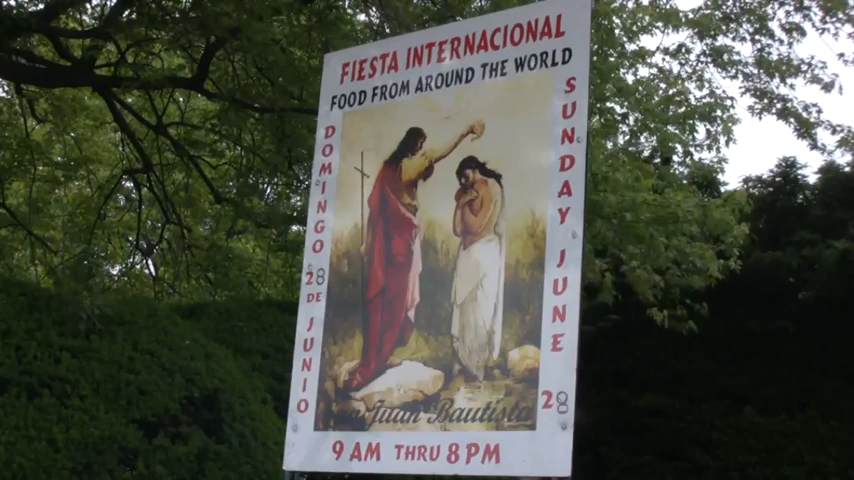 FIESTA INTERNACIONAL
FOOD FROM AROUND THE WORLD
DOMINGO 28 DE JUNIO
SUNDAY JUNE 28
Juan Bautista
9 AM THRU 8 PM